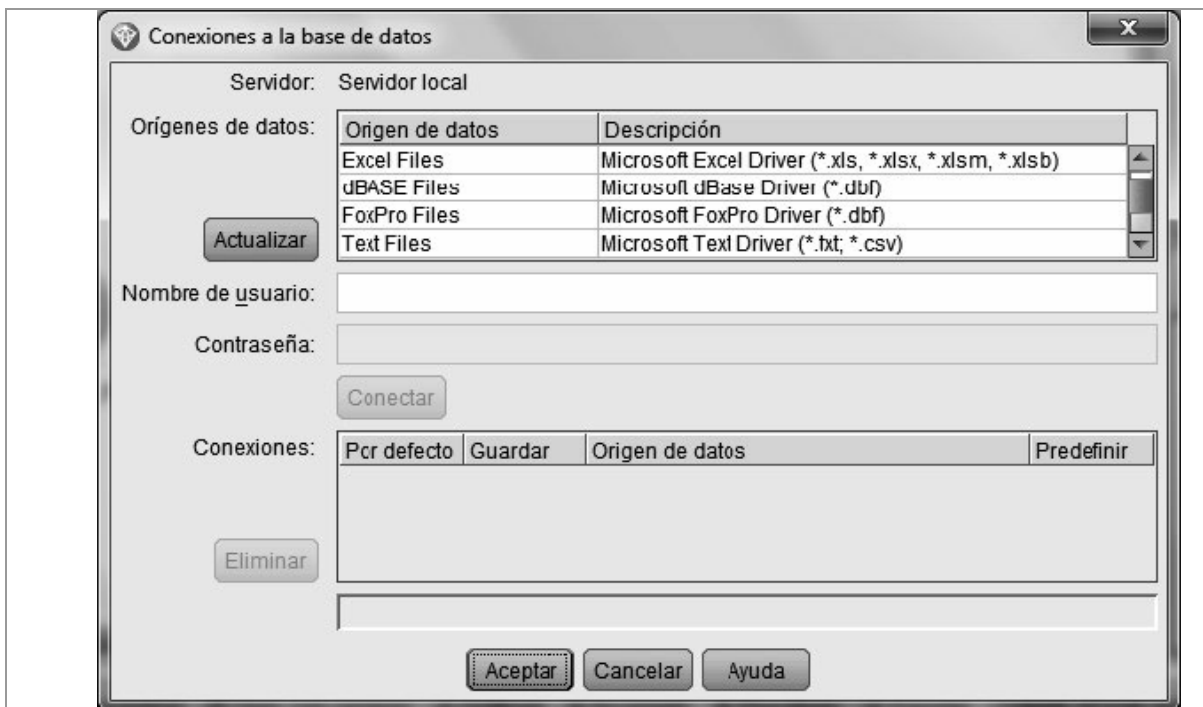 Conexiones a la base de datos
Servidor: Servidor local
Orígenes de datos:
Origen de datos Descripción
Excel Files Microsoft Excel Driver (*.xls, *.xlsx, *.xlsm, *.xlsb)
dBASE Files Microsoft dBase Driver (*.dbf)
FoxPro Files Microsoft FoxPro Driver (*.dbf)
Text Files Microsoft Text Driver (*.txt; *.csv)
Actualizar
Nombre de usuario:
Contraseña:
Conectar
Conexiones:
Por defecto Guardar Origen de datos Predefinir
Eliminar
Aceptar Cancelar Ayuda